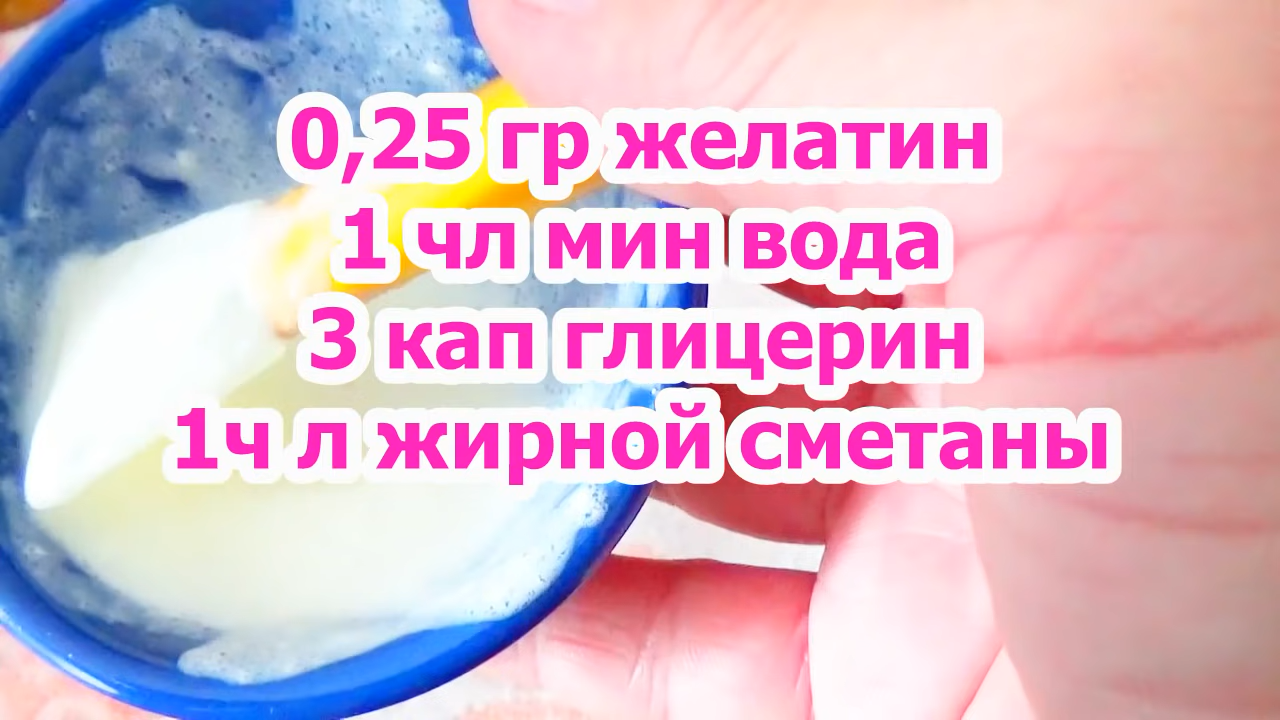 0,25 гр желатин
1 чл мин вода
3 кап глицерин
1ч л жирной сметаны